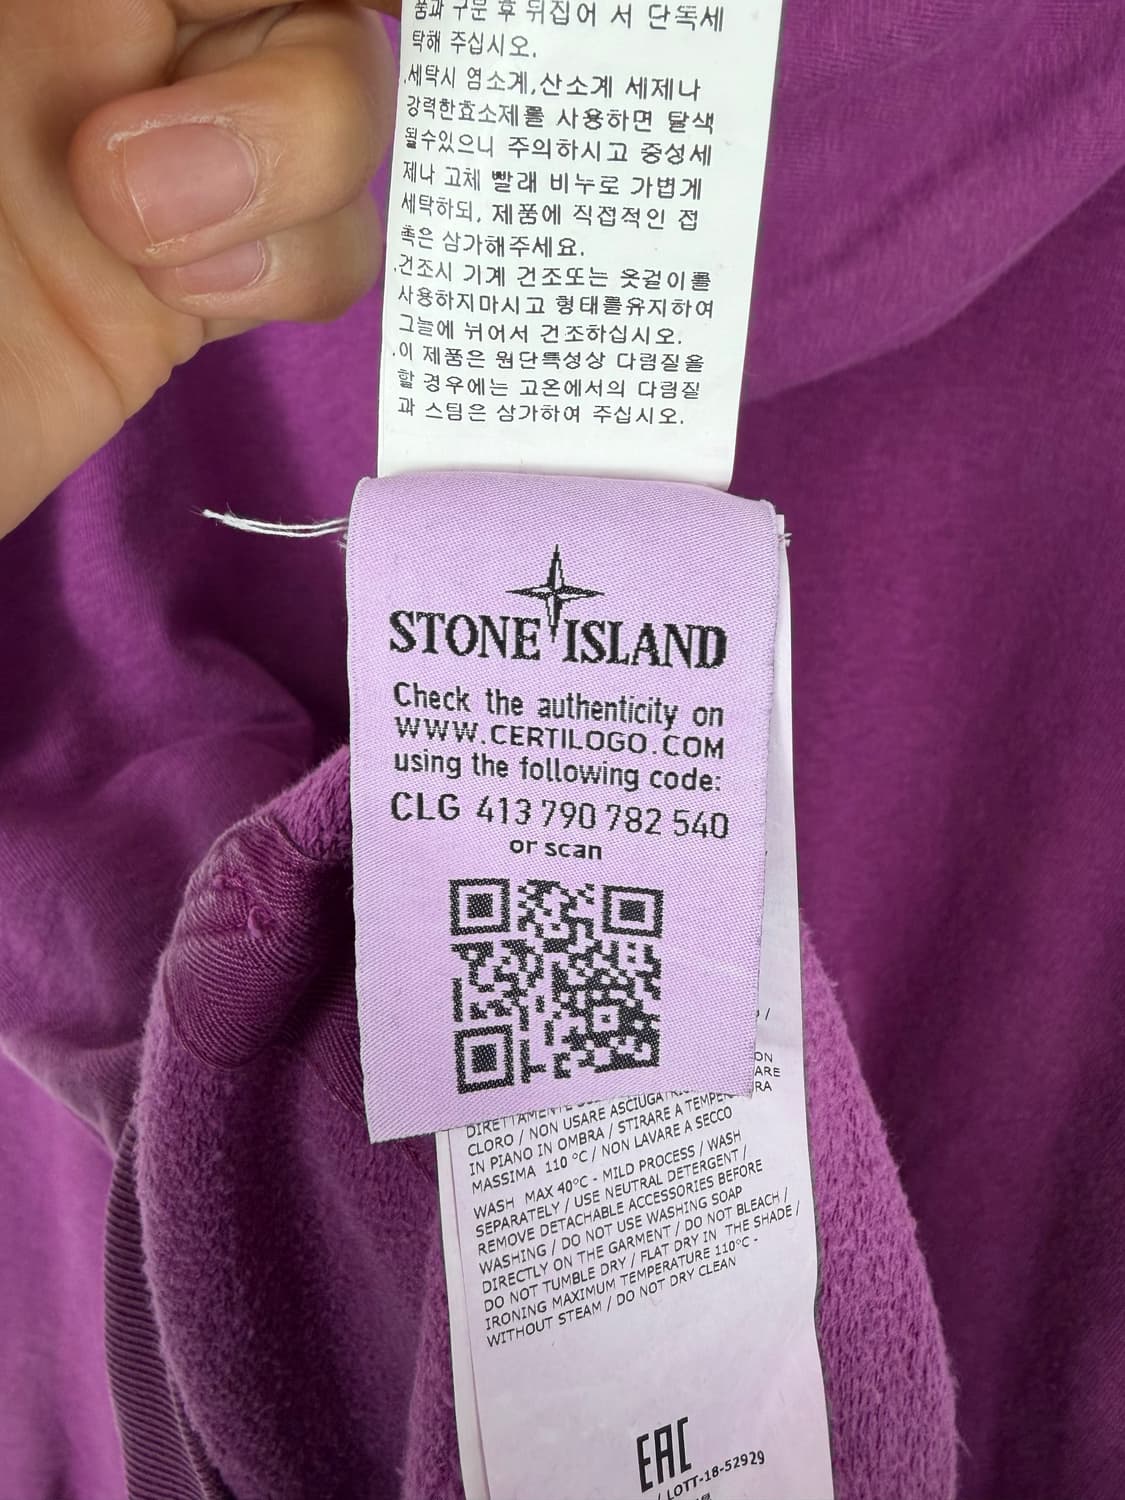 품과 구분 후 뒤집어 서 단독세
탁해 주십시오.
.세탁시 염소계,산소계 세제나
강력한효소제를 사용하면 탈색
될수있으니 주의하시고 중성세
제나 고체 빨래 비누로 가볍게
세탁하되, 제품에 직접적인 접
촉은 삼가해주세요.
.건조시 기계 건조또는 옷걸이를
사용하지마시고 형태를유지하여
그늘에 뉘어서 건조하십시오.
.이 제품은 원단특성상 다림질을
할 경우에는 고온에서의 다림질
과 스팀은 삼가하여 주십시오.
STONE ISLAND
Check the authenticity on
WWW.CERTILOGO.COM
using the following code:
CLG 413 790 782 540
or scan
DIRETTAMENTE
CLORO / NON USARE ASCIUGATRICE
IN PIANO IN OMBRA / STIRARE A TEMPERATURA
MASSIMA 110 °C / NON LAVARE A SECCO
WASH MAX 40°C - MILD PROCESS / WASH
SEPARATELY / USE NEUTRAL DETERGENT /
REMOVE DETACHABLE ACCESSORIES BEFORE
WASHING / DO NOT USE WASHING SOAP
DIRECTLY ON THE GARMENT / DO NOT BLEACH /
DO NOT TUMBLE DRY / FLAT DRY IN THE SHADE /
IRONING MAXIMUM TEMPERATURE 110°C -
WITHOUT STEAM / DO NOT DRY CLEAN
EAC
/ LOTT-18-52929